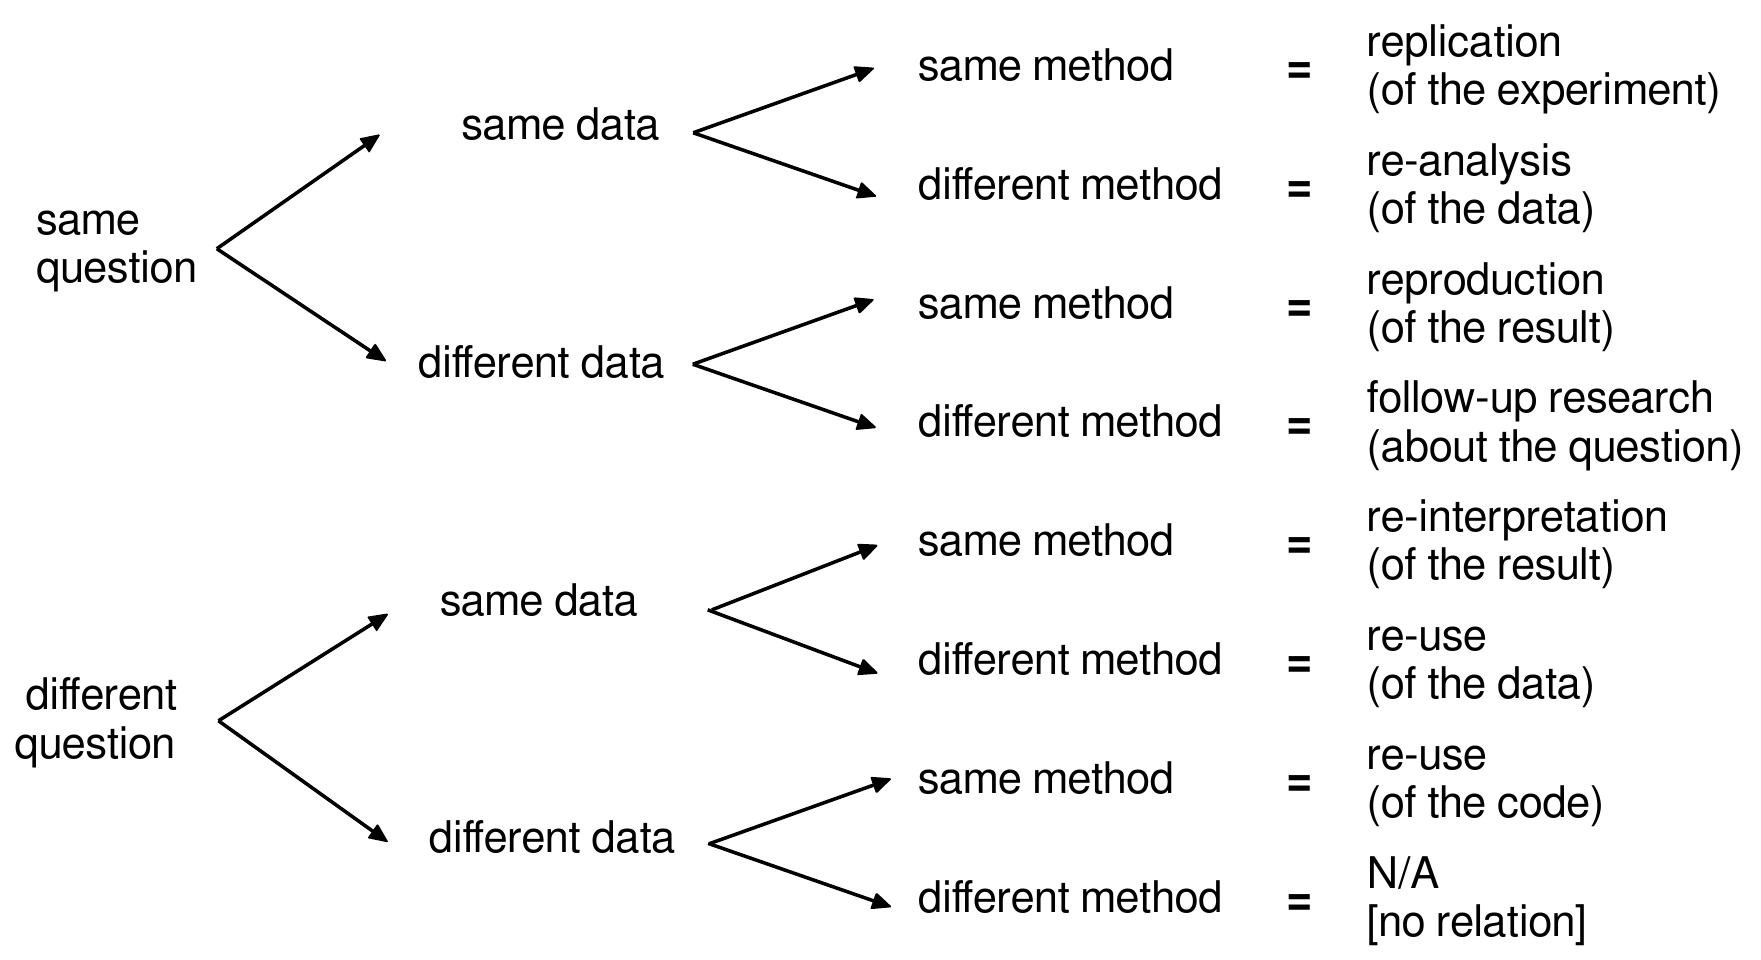 same
question
same data
same method
=
replication
(of the experiment)
different method
=
re-analysis
(of the data)
different data
same method
=
reproduction
(of the result)
different method
=
follow-up research
(about the question)
different
question
same data
same method
=
re-interpretation
(of the result)
different method
=
re-use
(of the data)
different data
same method
=
re-use
(of the code)
different method
=
N/A
[no relation]